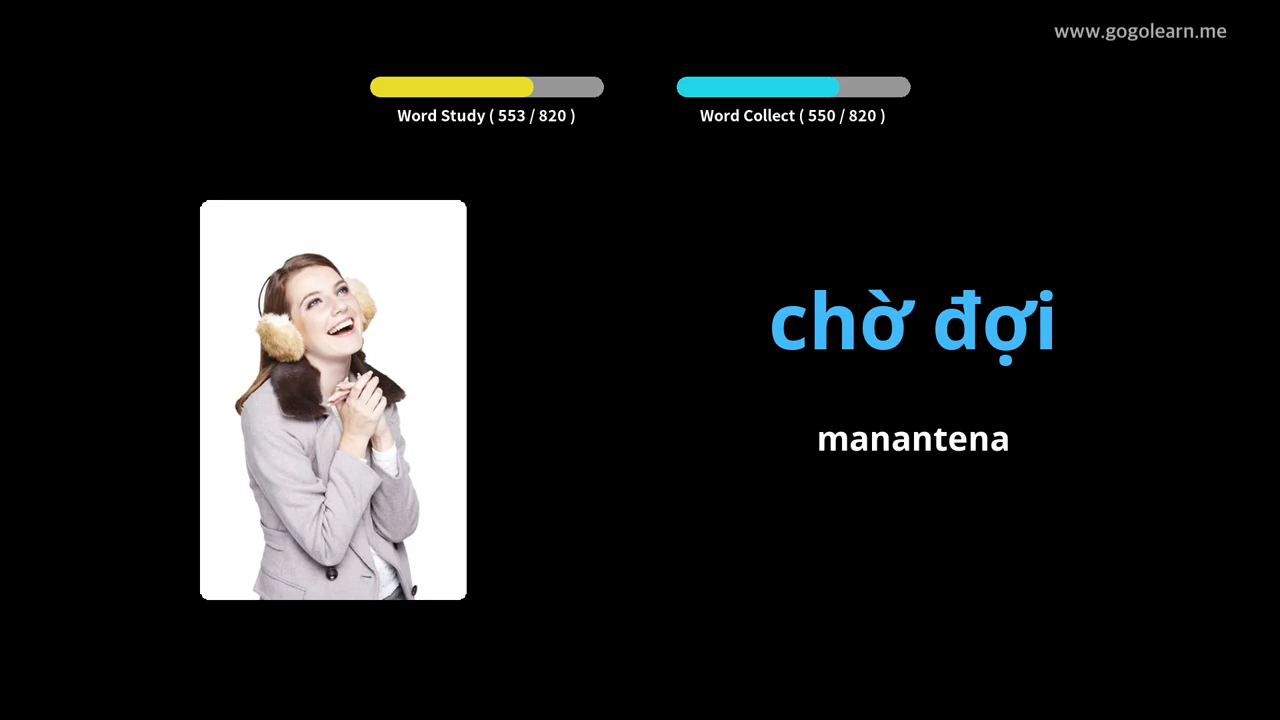 www.gogolearn.me
Word Study ( 553 / 820 )
Word Collect ( 550 / 820 )
chờ đợi
manantena